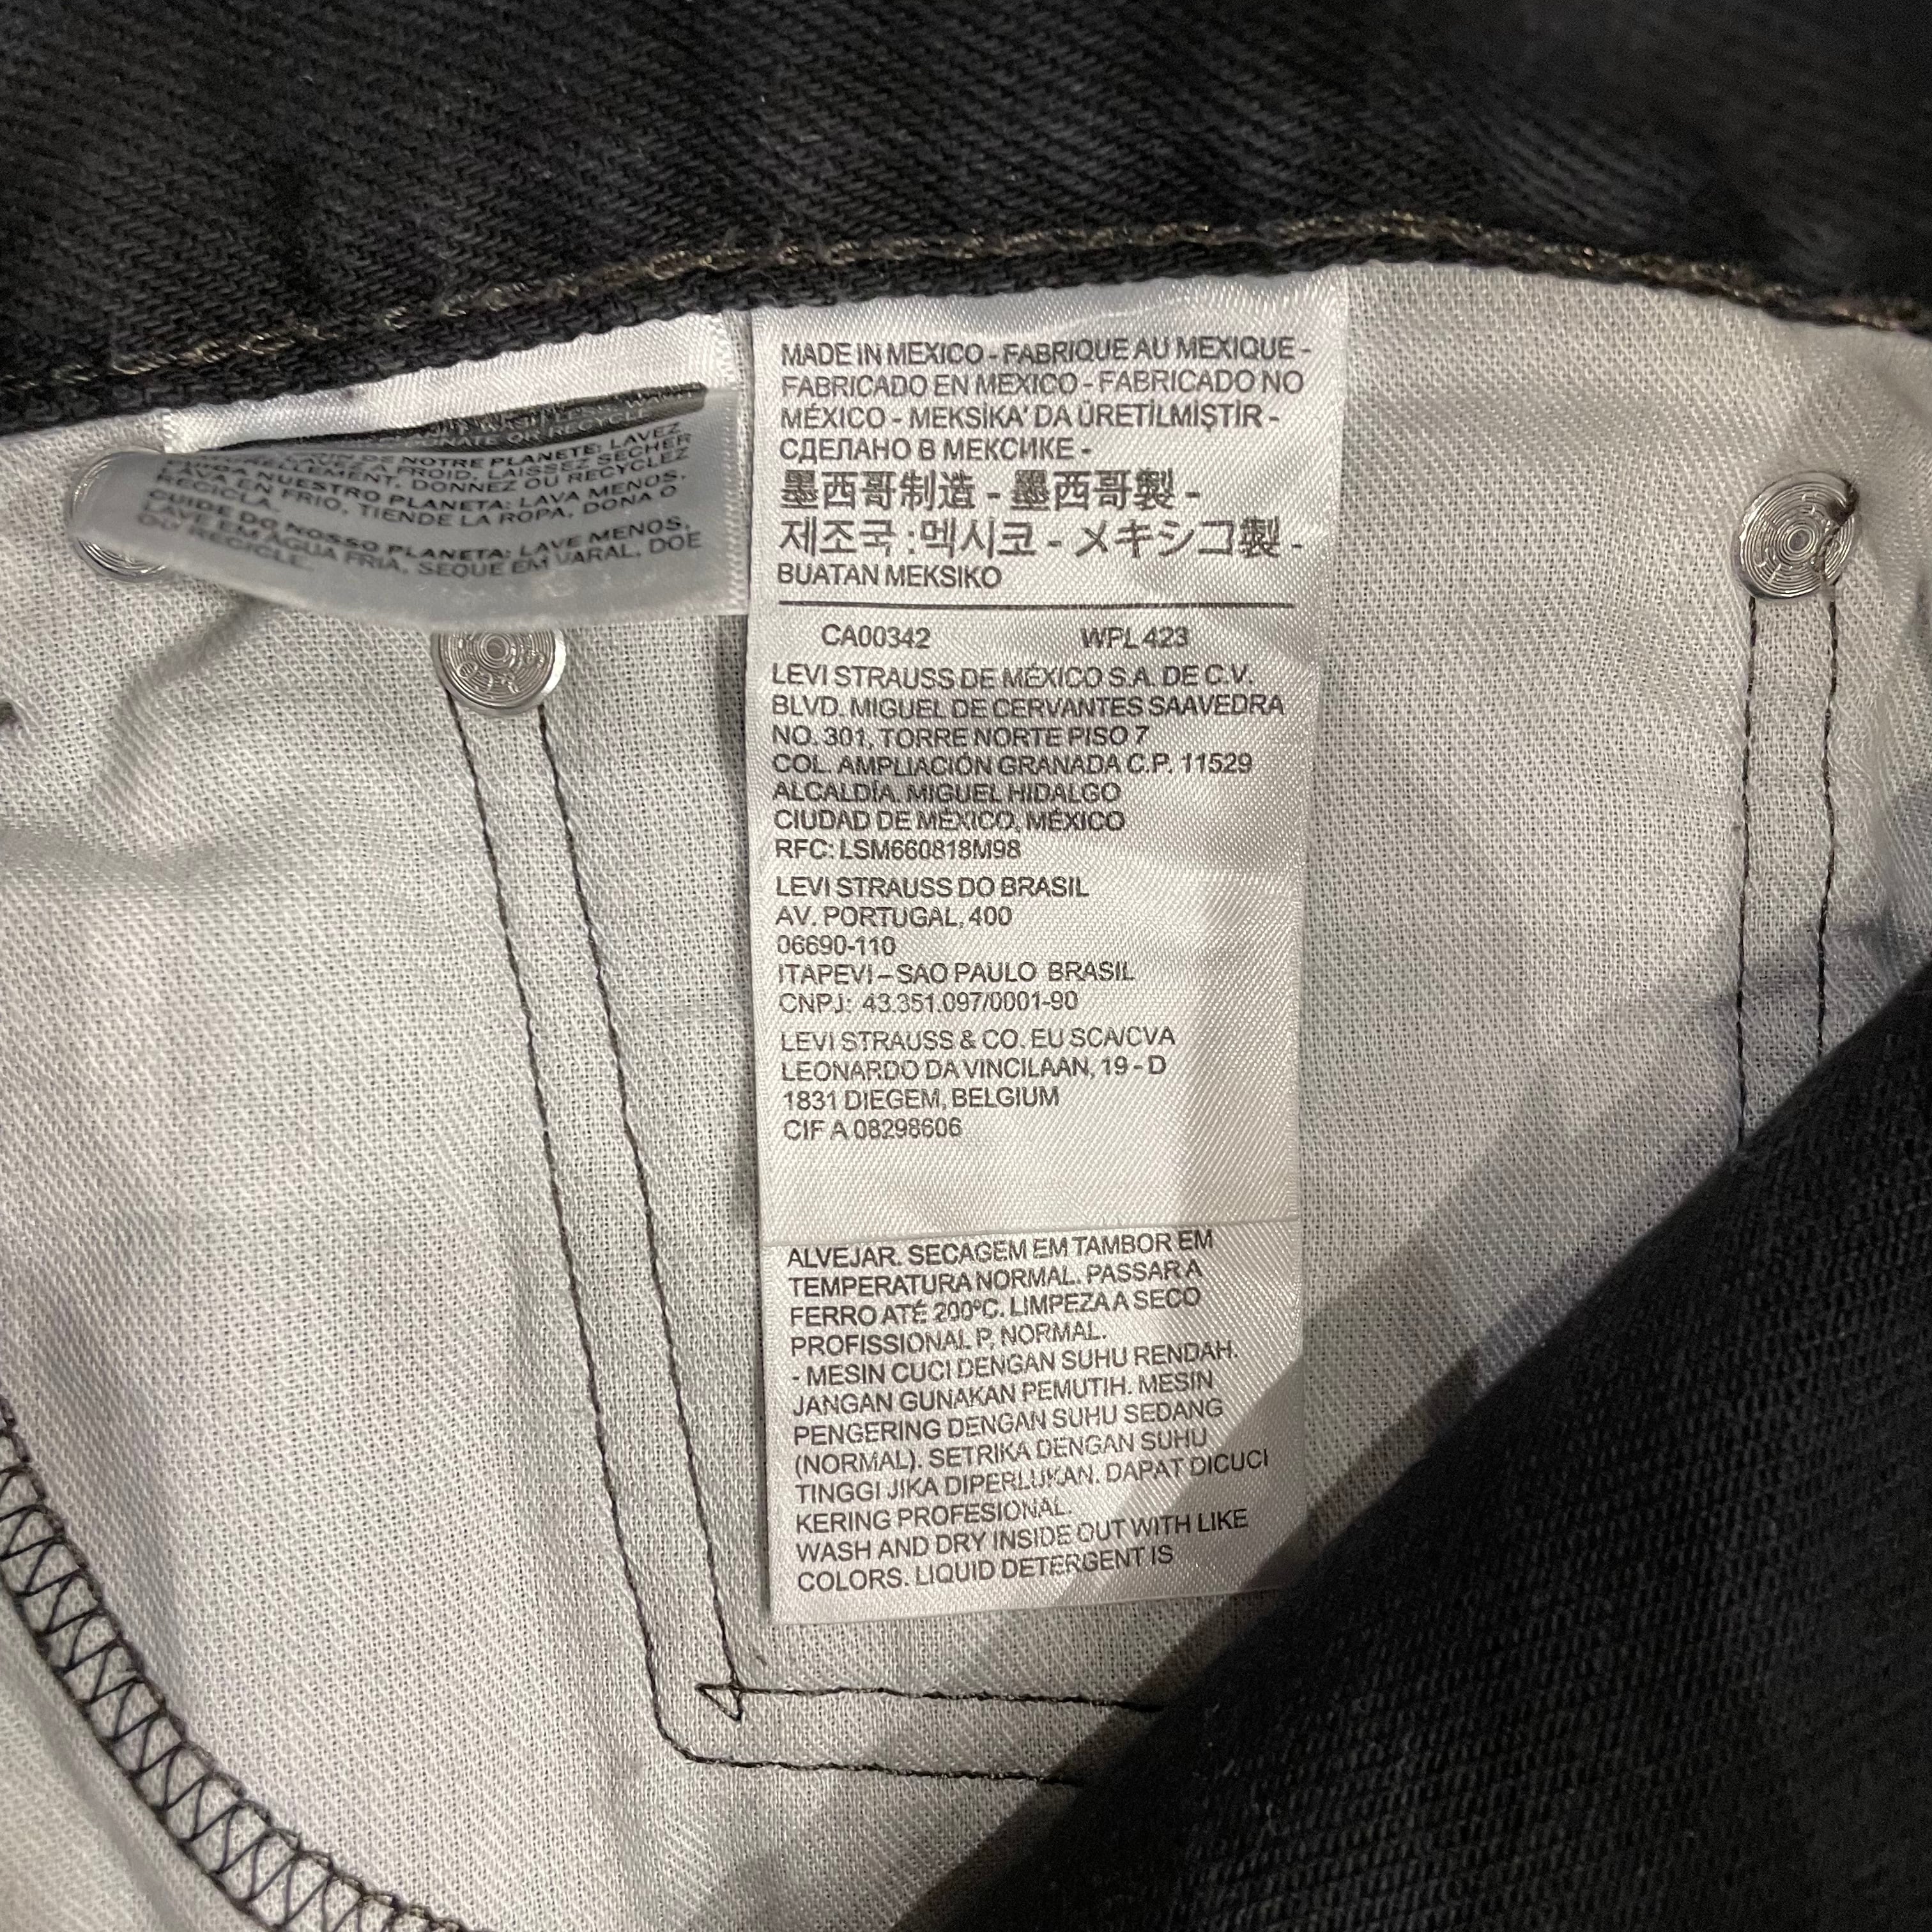 NATE OR RECYCLE
DE NOTRE PLANETE: LAVEZ
A FROID, LAISSEZ SECHER
NATURELLEMENT, DONNEZ OU RECYCLEZ
NUESTRO PLANETA: LAVA MENOS,
LAVA EN FRIO, TIENDE LA ROPA, DONA O
RECICLA.
CUIDE DO NOSSO PLANETA: LAVE MENOS,
LAVE EM AGUA FRIA, SEQUE EM VARAL, DOE
OU RECICLE.
MADE IN MEXICO - FABRIQUE AU MEXIQUE -
FABRICADO EN MEXICO - FABRICADO NO
MÉXICO - MEKSİKA' DA ÜRETİLMİŞTİR -
СДЕЛАНО В МЕКСИКЕ -
墨西哥制造 - 墨西哥製 -
제조국 :멕시코 - メキシコ製 -
BUATAN MEKSIKO
CA00342 WPL 423
LEVI STRAUSS DE MÉXICO S.A. DE C.V.
BLVD. MIGUEL DE CERVANTES SAAVEDRA
NO. 301, TORRE NORTE PISO 7
COL. AMPLIACIÓN GRANADA C.P. 11529
ALCALDÍA. MIGUEL HIDALGO
CIUDAD DE MÉXICO, MÉXICO
RFC: LSM660818M98
LEVI STRAUSS DO BRASIL
AV. PORTUGAL, 400
06690-110
ITAPEVI – SAO PAULO BRASIL
CNPJ: 43.351.097/0001-90
LEVI STRAUSS & CO. EU SCA/CVA
LEONARDO DA VINCILAAN, 19 - D
1831 DIEGEM, BELGIUM
CIF A 08298606
ALVEJAR. SECAGEM EM TAMBOR EM
TEMPERATURA NORMAL. PASSAR A
FERRO ATÉ 200ºC. LIMPEZA A SECO
PROFISSIONAL P, NORMAL.
- MESIN CUCI DENGAN SUHU RENDAH.
JANGAN GUNAKAN PEMUTIH. MESIN
PENGERING DENGAN SUHU SEDANG
(NORMAL). SETRIKA DENGAN SUHU
TINGGI JIKA DIPERLUKAN. DAPAT DICUCI
KERING PROFESIONAL.
WASH AND DRY INSIDE OUT WITH LIKE
COLORS. LIQUID DETERGENT IS